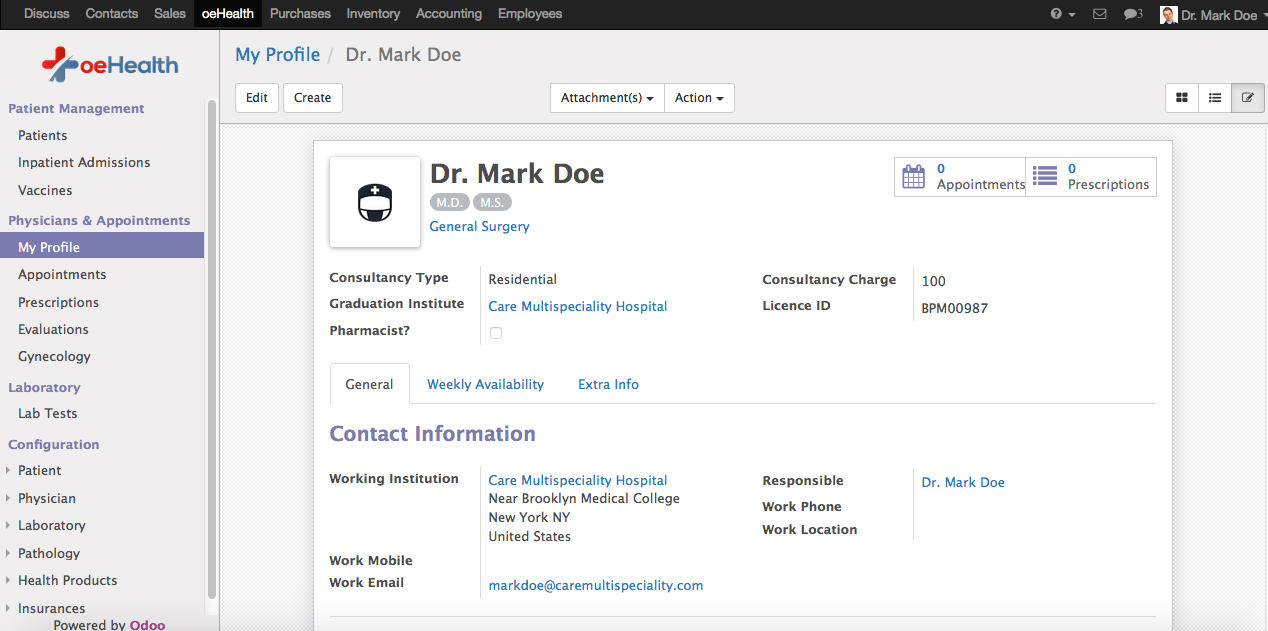 Discuss Contacts Sales oeHealth Purchases Inventory Accounting Employees 3 Dr. Mark Doe
oeHealth
Patient Management
Patients
Inpatient Admissions
Vaccines
Physicians & Appointments
My Profile
Appointments
Prescriptions
Evaluations
Gynecology
Laboratory
Lab Tests
Configuration
Patient
Physician
Laboratory
Pathology
Health Products
Insurances
Powered by Odoo
My Profile / Dr. Mark Doe
Edit Create Attachment(s) Action
Dr. Mark Doe
M.D. M.S.
General Surgery
0 Appointments
0 Prescriptions
Consultancy Type Residential
Graduation Institute Care Multispeciality Hospital
Pharmacist?
Consultancy Charge 100
Licence ID BPM00987
General Weekly Availability Extra Info
Contact Information
Working Institution Care Multispeciality Hospital
Near Brooklyn Medical College
New York NY
United States
Work Mobile
Work Email markdoe@caremultispeciality.com
Responsible Dr. Mark Doe
Work Phone
Work Location